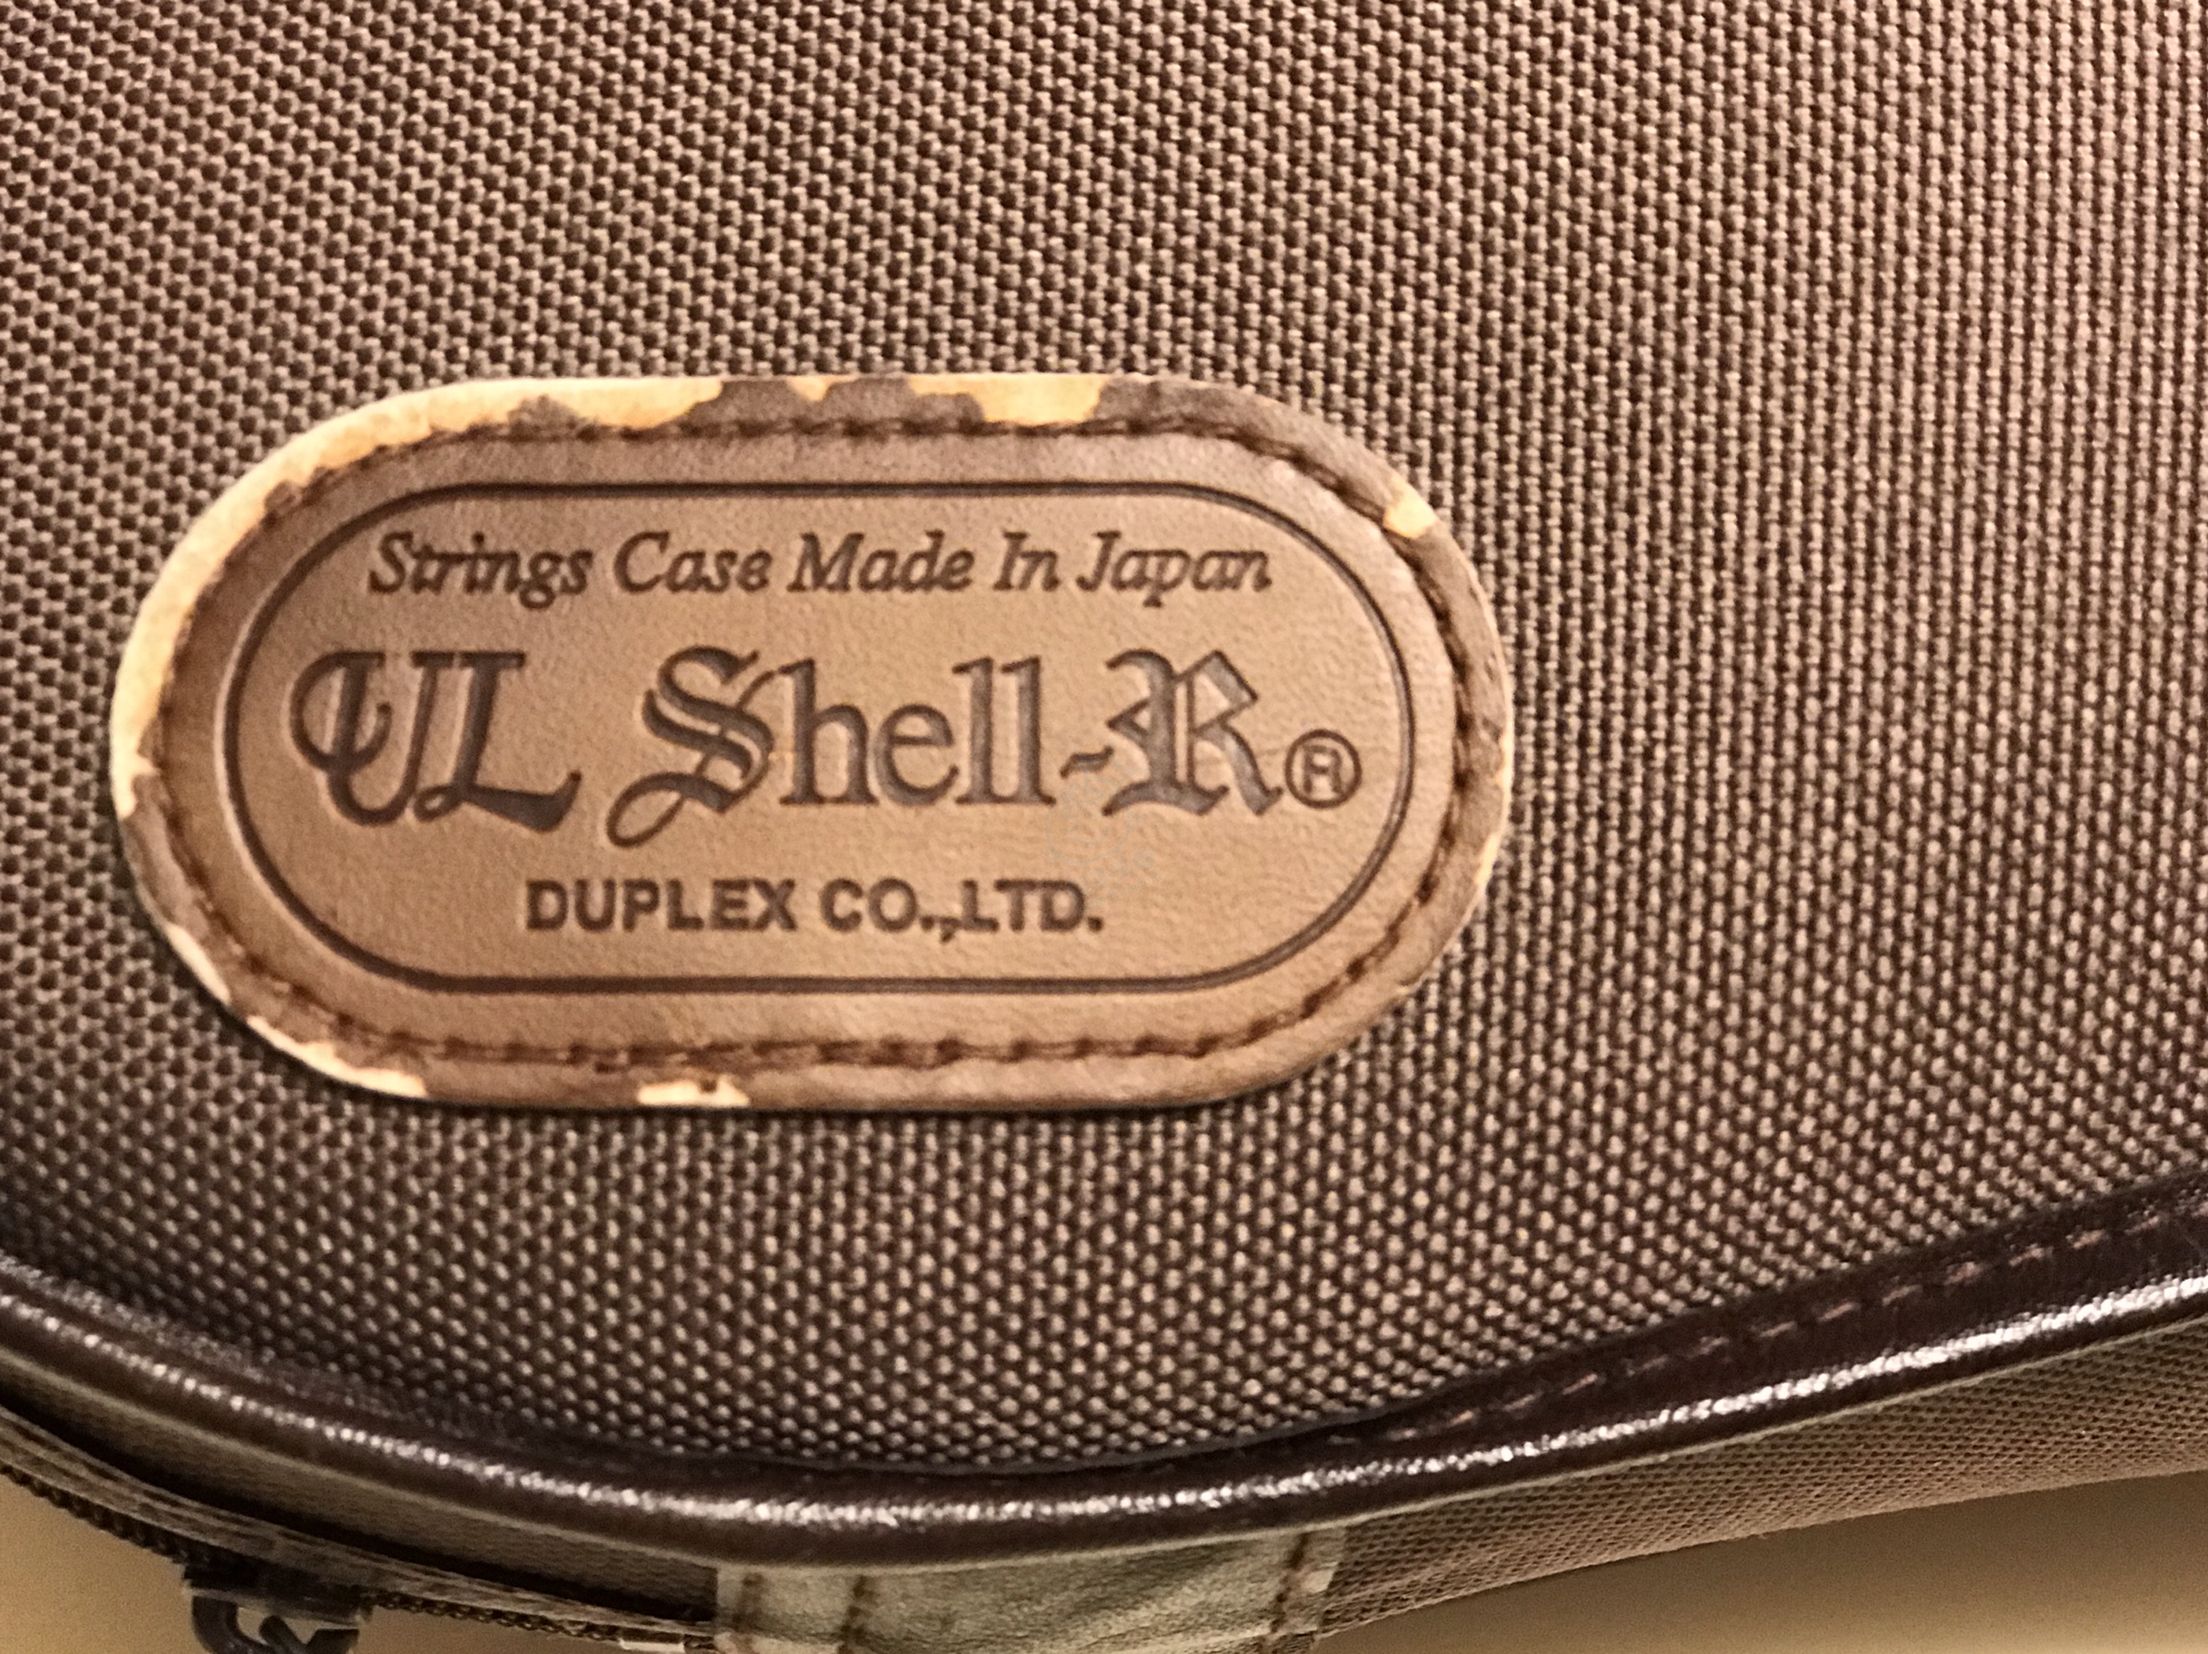 Strings Case Made In Japan
UL Shell-R®
DUPLEX CO.,LTD.